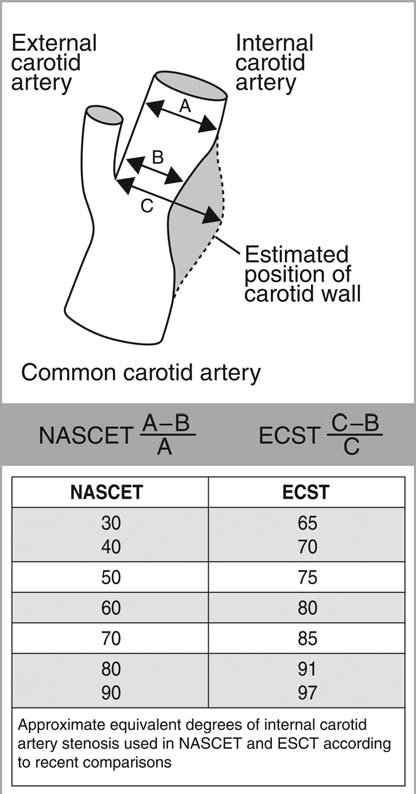 External
carotid
artery
Internal
carotid
artery
A
B
C
Estimated
position of
carotid wall
Common carotid artery
NASCET A–B/A ECST C–B/C
NASCET ECST
30 65
40 70
50 75
60 80
70 85
80 91
90 97
Approximate equivalent degrees of internal carotid
artery stenosis used in NASCET and ESCT according
to recent comparisons